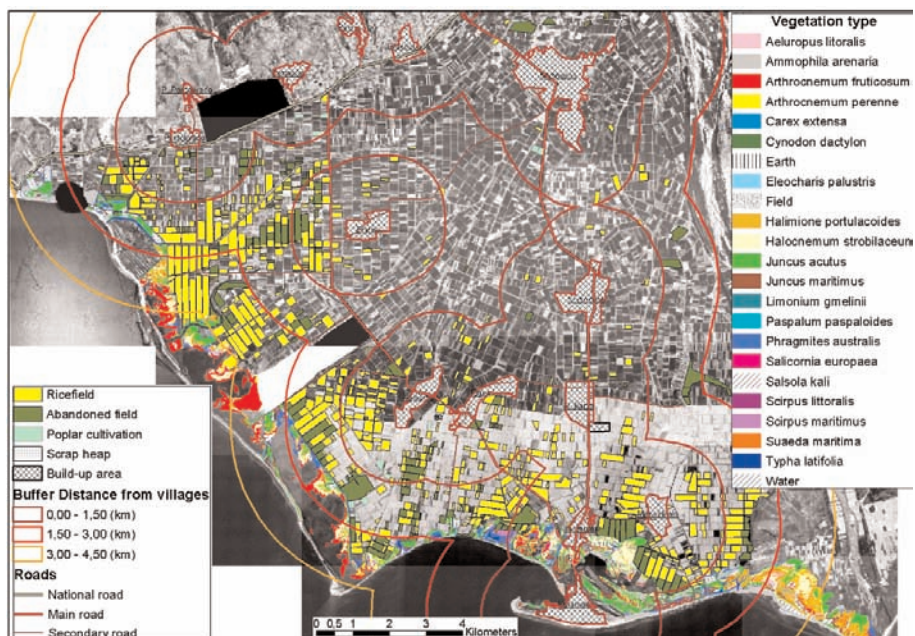 Vegetation type
Aeluropus litoralis
Ammophila arenaria
Arthrocnemum fruticosum
Arthrocnemum perenne
Carex extensa
Cynodon dactylon
Earth
Eleocharis palustris
Field
Halimione portulacoides
Halocnemum strobilaceum
Juncus acutus
Juncus maritimus
Limonium gmelinii
Paspalum paspaloides
Phragmites australis
Salicornia europaea
Salsola kali
Scirpus littoralis
Scirpus maritimus
Suaeda maritima
Typha latifolia
Water
Ricefield
Abandoned field
Poplar cultivation
Scrap heap
Build-up area
Buffer Distance from villages
0,00 - 1,50 (km)
1,50 - 3,00 (km)
3,00 - 4,50 (km)
Roads
National road
Main road
Secondary road
0 0,5 1 2 3 4
Kilometers